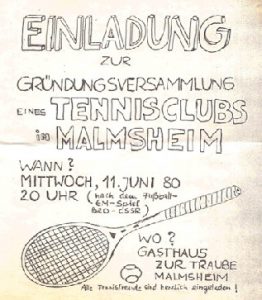 EINLADUNG
ZUR
GRÜNDUNGSVERSAMMLUNG
EINES TENNISCLUBS
in MALMSHEIM
WANN?
MITTWOCH, 11. JUNI 80
20 UHR (nach dem Fußball-
EM-Spiel
BRD-CSSR)
WO?
GASTHAUS
ZUR TRAUBE
MALMSHEIM
Alle Tennisfreunde sind herzlich eingeladen!